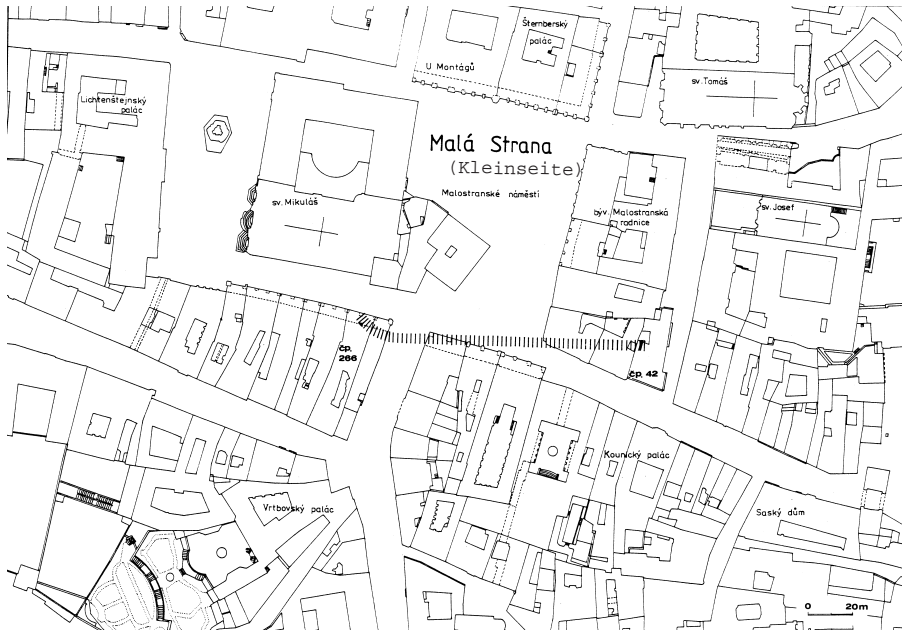 Šternberský
palác
U Montágů
sv. Tomáš
Lichtenštejnský
palác
Malá Strana
(Kleinseite)
Malostranské náměstí
sv. Mikuláš
býv. Malostranská
radnice
sv. Josef
čp.
266
čp. 42
Kounický palác
Vrtbovský palác
Saský dům
0 20m